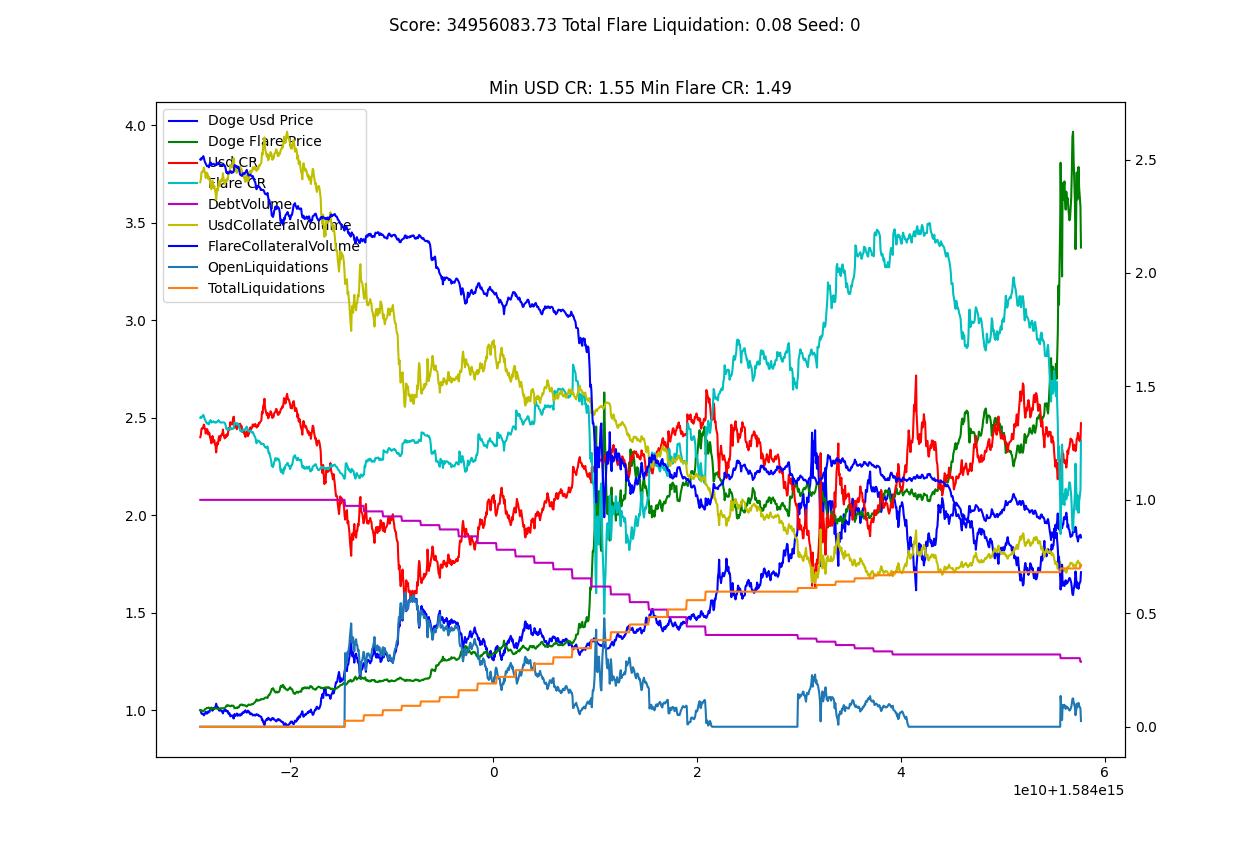 Score: 34956083.73 Total Flare Liquidation: 0.08 Seed: 0
Min USD CR: 1.55 Min Flare CR: 1.49
Doge Usd Price
Doge Flare Price
Usd CR
Flare CR
DebtVolume
UsdCollateralVolume
FlareCollateralVolume
OpenLiquidations
TotalLiquidations
4.0
3.5
3.0
2.5
2.0
1.5
1.0
2.5
2.0
1.5
1.0
0.5
0.0
−2
0
2
4
6
1e10+1.584e15